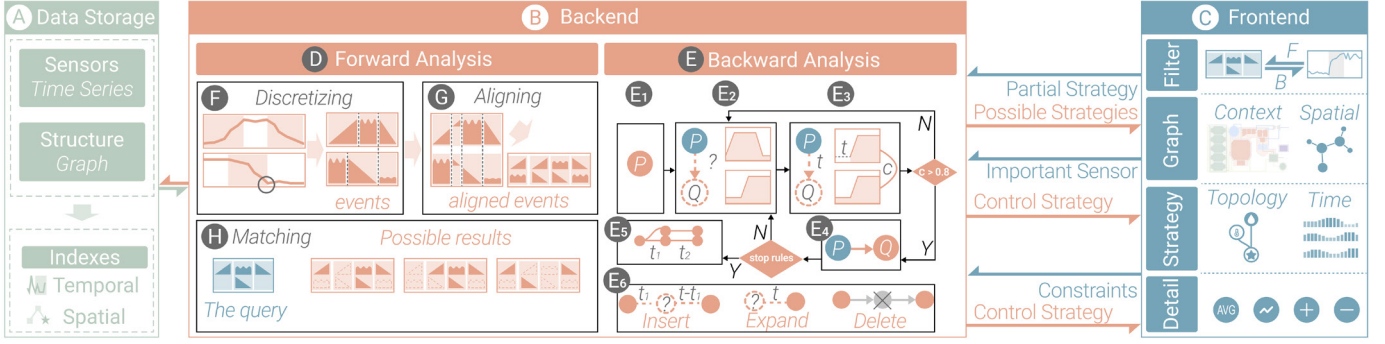 A Data Storage
Sensors
Time Series
Structure
Graph
Indexes
Temporal
Spatial
B Backend
D Forward Analysis
F Discretizing
events
G Aligning
aligned events
H Matching
Possible results
The query
E Backward Analysis
E1
P
E2
P
?
Q
E3
P
t
Q
t
C
N
c > 0.8
Y
E4
P
Q
stop rules
N
Y
E5
t1
t2
E6
t1
?
t-t1
Insert
?
t
Expand
Delete
Partial Strategy
Possible Strategies
Important Sensor
Control Strategy
Constraints
Control Strategy
C Frontend
Filter
F
B
Graph
Context
Spatial
Strategy
Topology
Time
Detail
AVG